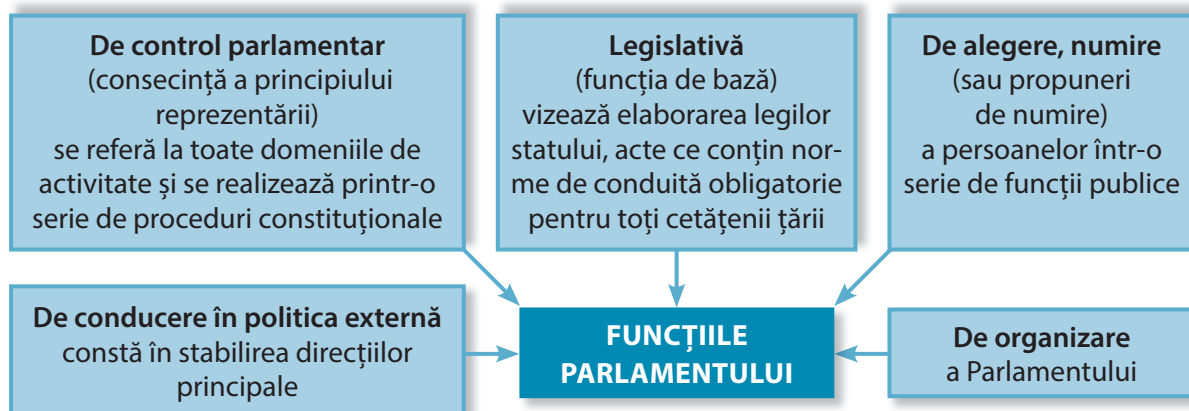 De control parlamentar
(consecință a principiului
reprezentării)
se referă la toate domeniile de
activitate și se realizează printr-o
serie de proceduri constituționale
Legislativă
(funcția de bază)
vizează elaborarea legilor
statului, acte ce conțin nor-
me de conduită obligatorie
pentru toți cetățenii țării
De alegere, numire
(sau propuneri
de numire)
a persoanelor într-o
serie de funcții publice
De conducere în politica externă
constă în stabilirea direcțiilor
principale
FUNCȚIILE
PARLAMENTULUI
De organizare
a Parlamentului